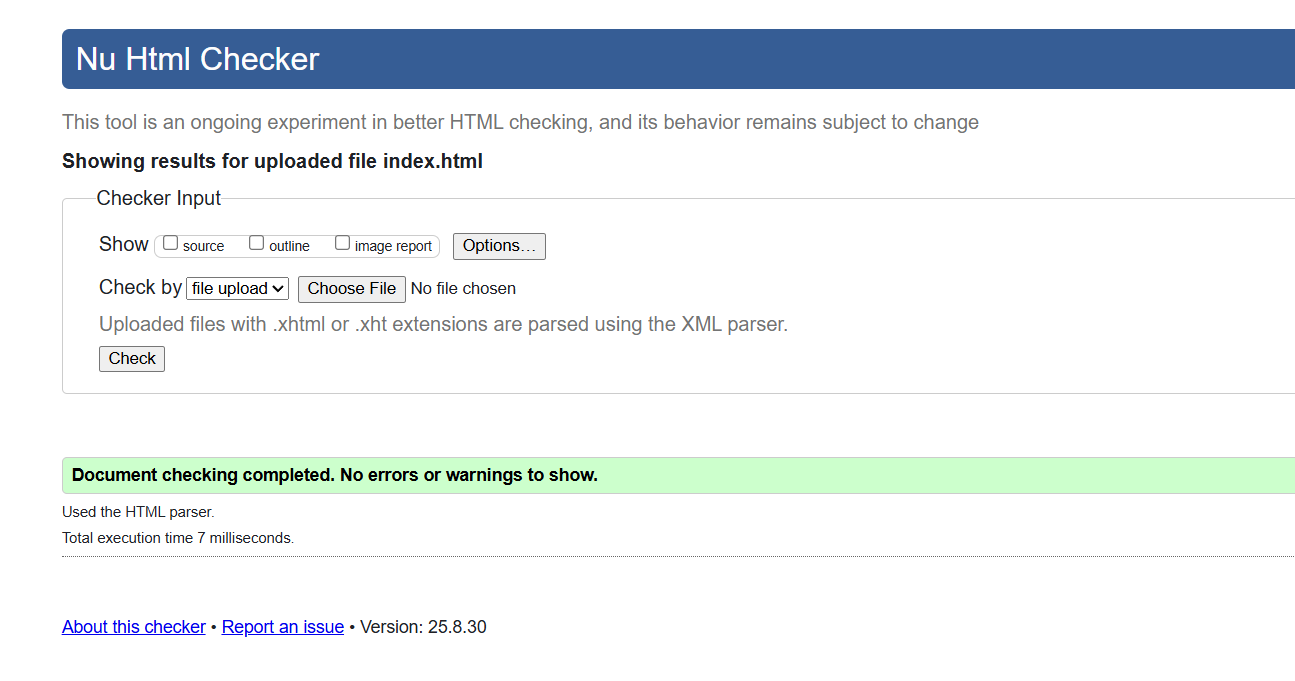 Nu Html Checker
This tool is an ongoing experiment in better HTML checking, and its behavior remains subject to change
Showing results for uploaded file index.html
Checker Input
Show source outline image report Options…
Check by file upload Choose File No file chosen
Uploaded files with .xhtml or .xht extensions are parsed using the XML parser.
Check
Document checking completed. No errors or warnings to show.
Used the HTML parser.
Total execution time 7 milliseconds.
About this checker • Report an issue • Version: 25.8.30